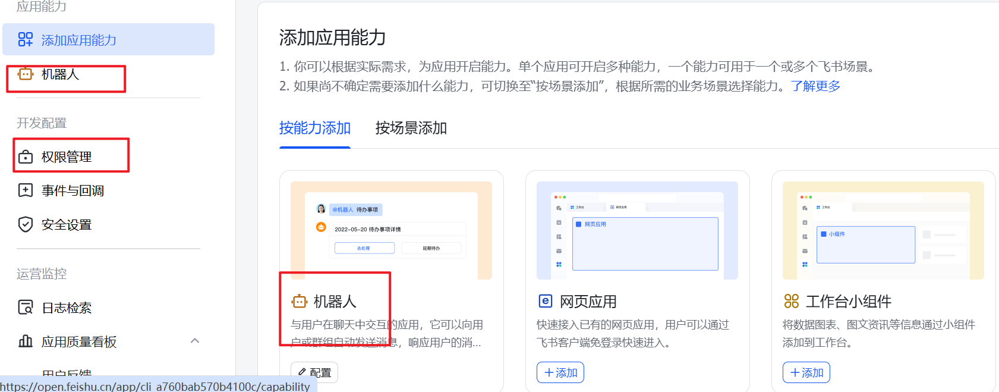 应用能力
添加应用能力
机器人
开发配置
权限管理
事件与回调
安全设置
运营监控
日志检索
应用质量看板
用户反馈
https://open.feishu.cn/app/cli_a760bab570b4100c/capability
添加应用能力
1. 你可以根据实际需求，为应用开启能力。单个应用可开启多种能力，一个能力可用于一个或多个飞书场景。
2. 如果尚不确定需要添加什么能力，可切换至“按场景添加”，根据所需的业务场景选择能力。了解更多
按能力添加 按场景添加
@机器人 待办事项
2022-05-20 待办事项详情
去处理 延期待办
机器人
与用户在聊天中交互的应用，它可以向用
户或群组自动发送消息，响应用户的消...
配置
工作台 网页应用
网页应用
网页应用
快速接入已有的网页应用，用户可以通过
飞书客户端免登录快速进入。
+添加
工作台
小组件
工作台小组件
将数据图表、图文资讯等信息通过小组件
添加到工作台。
+添加